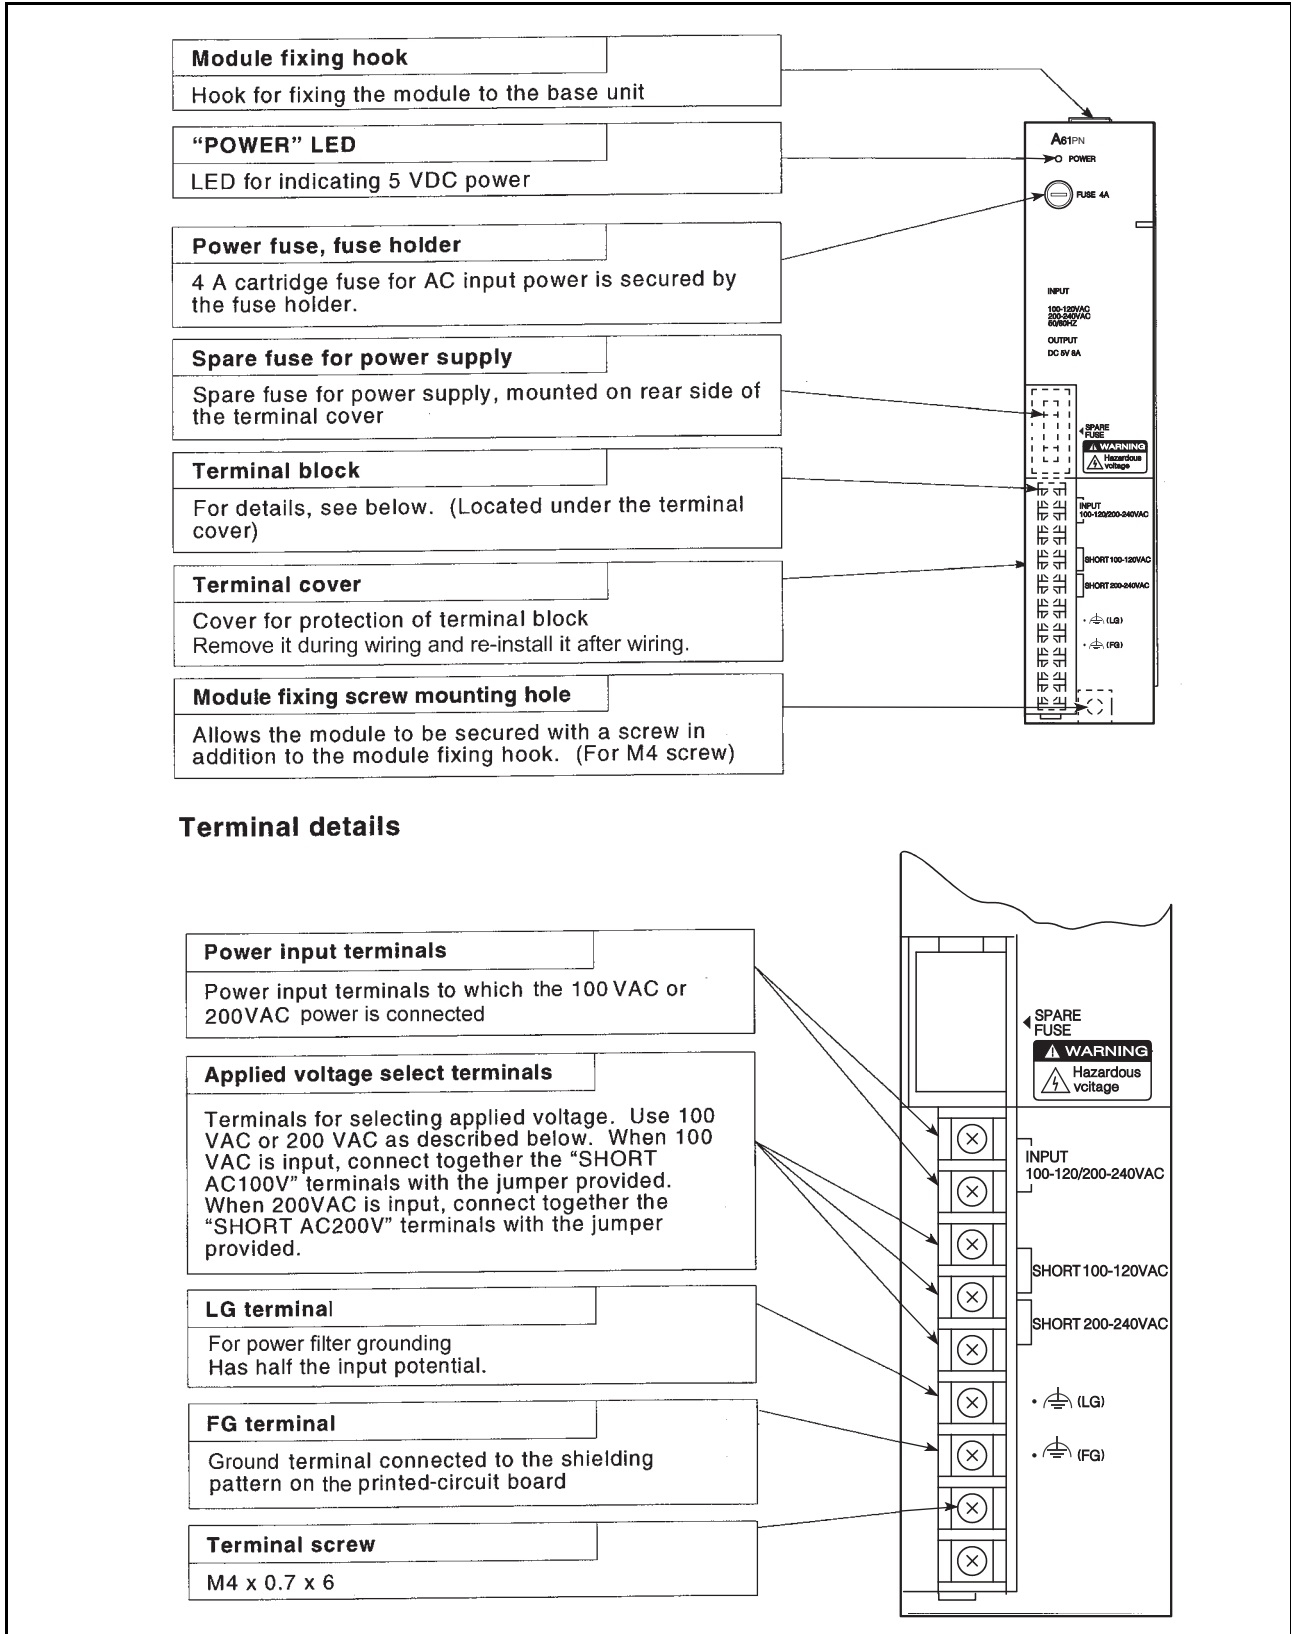 Module fixing hook
Hook for fixing the module to the base unit
“POWER” LED
LED for indicating 5 VDC power
Power fuse, fuse holder
4 A cartridge fuse for AC input power is secured by
the fuse holder.
Spare fuse for power supply
Spare fuse for power supply, mounted on rear side of
the terminal cover
Terminal block
For details, see below. (Located under the terminal
cover)
Terminal cover
Cover for protection of terminal block
Remove it during wiring and re-install it after wiring.
Module fixing screw mounting hole
Allows the module to be secured with a screw in
addition to the module fixing hook. (For M4 screw)
A61PN
POWER
FUSE 4A
INPUT
100-120VAC
200-240VAC
50/60HZ
OUTPUT
DC 5V 8A
SPARE
FUSE
WARNING
Hazardous
voltage
INPUT
100-120/200-240VAC
SHORT 100-120VAC
SHORT 200-240VAC
(LG)
(FG)
Terminal details
Power input terminals
Power input terminals to which the 100 VAC or
200VAC power is connected
Applied voltage select terminals
Terminals for selecting applied voltage. Use 100
VAC or 200 VAC as described below. When 100
VAC is input, connect together the “SHORT
AC100V” terminals with the jumper provided.
When 200VAC is input, connect together the
“SHORT AC200V” terminals with the jumper
provided.
LG terminal
For power filter grounding
Has half the input potential.
FG terminal
Ground terminal connected to the shielding
pattern on the printed-circuit board
Terminal screw
M4 x 0.7 x 6
SPARE
FUSE
WARNING
Hazardous
vcitage
INPUT
100-120/200-240VAC
SHORT 100-120VAC
SHORT 200-240VAC
(LG)
(FG)